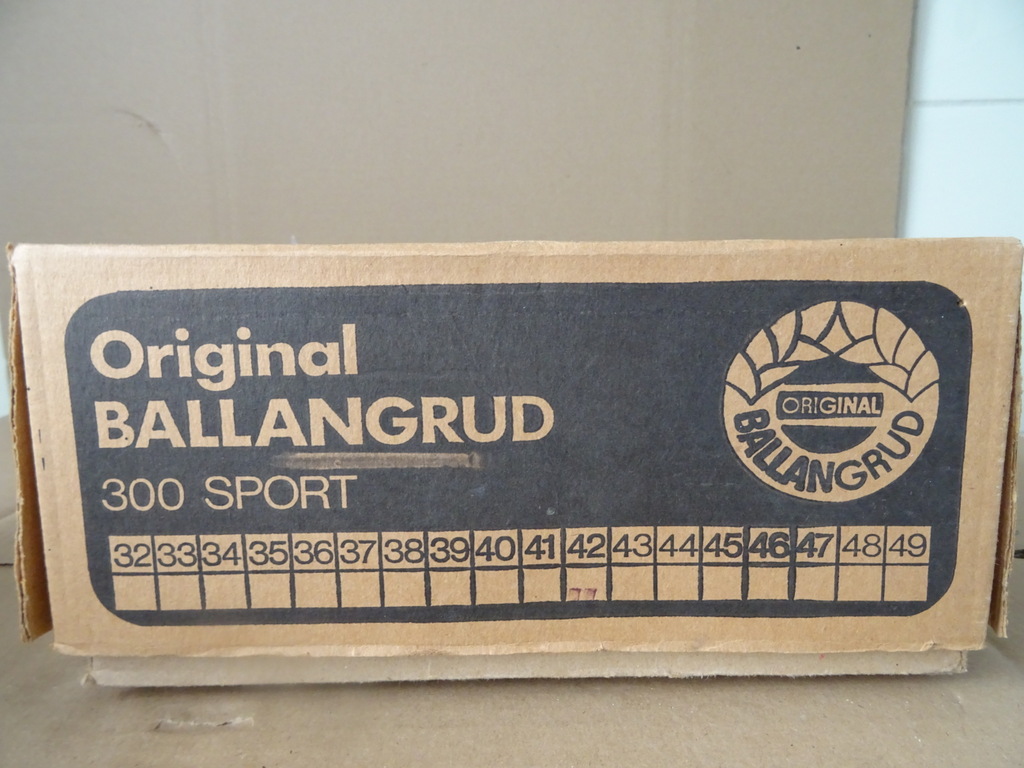 Original
BALLANGRUD
300 SPORT
ORIGINAL
BALLANGRUD
32 33 34 35 36 37 38 39 40 41 42 43 44 45 46 47 48 49